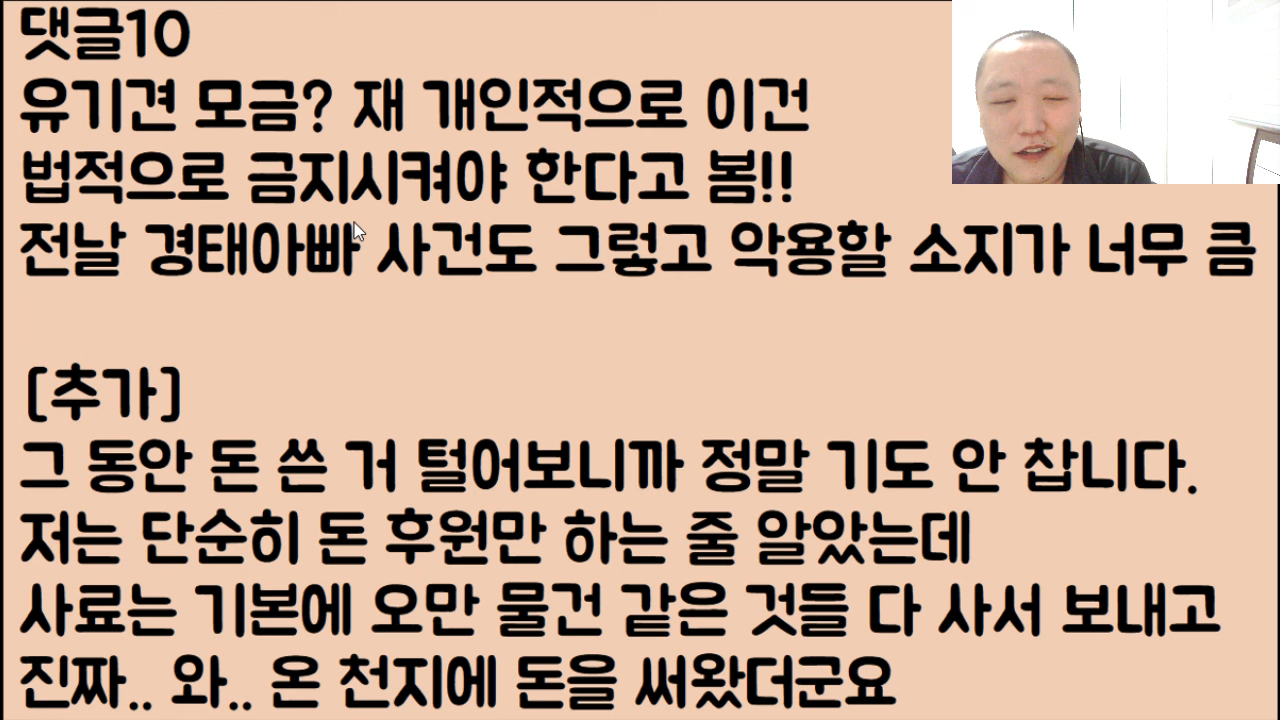 댓글10
유기견 모금? 재 개인적으로 이건
법적으로 금지시켜야 한다고 봄!!
전날 경태아빠 사건도 그렇고 악용할 소지가 너무 큼
[추가]
그 동안 돈 쓴 거 털어보니까 정말 기도 안 찹니다.
저는 단순히 돈 후원만 하는 줄 알았는데
사료는 기본에 오만 물건 같은 것들 다 사서 보내고
진짜.. 와.. 온 천지에 돈을 써왔더군요